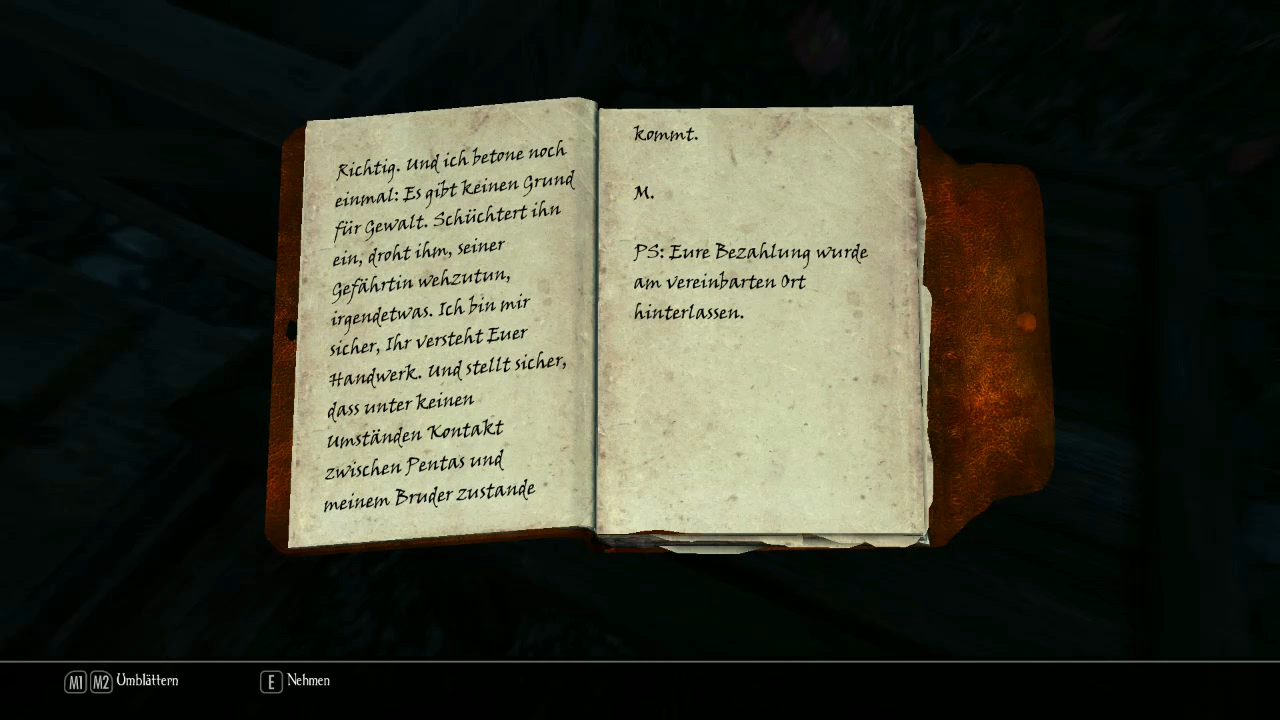 Richtig. Und ich betone noch
einmal: Es gibt keinen Grund
für Gewalt. Schüchtert ihn
ein, droht ihm, seiner
Gefährtin wehzutun,
irgendetwas. Ich bin mir
sicher, Ihr versteht Euer
Handwerk. Und stellt sicher,
dass unter keinen
Umständen Kontakt
zwischen Pentas und
meinem Bruder zustande
kommt.
M.
PS: Eure Bezahlung wurde
am vereinbarten Ort
hinterlassen.
M1 M2 Umblättern
E Nehmen